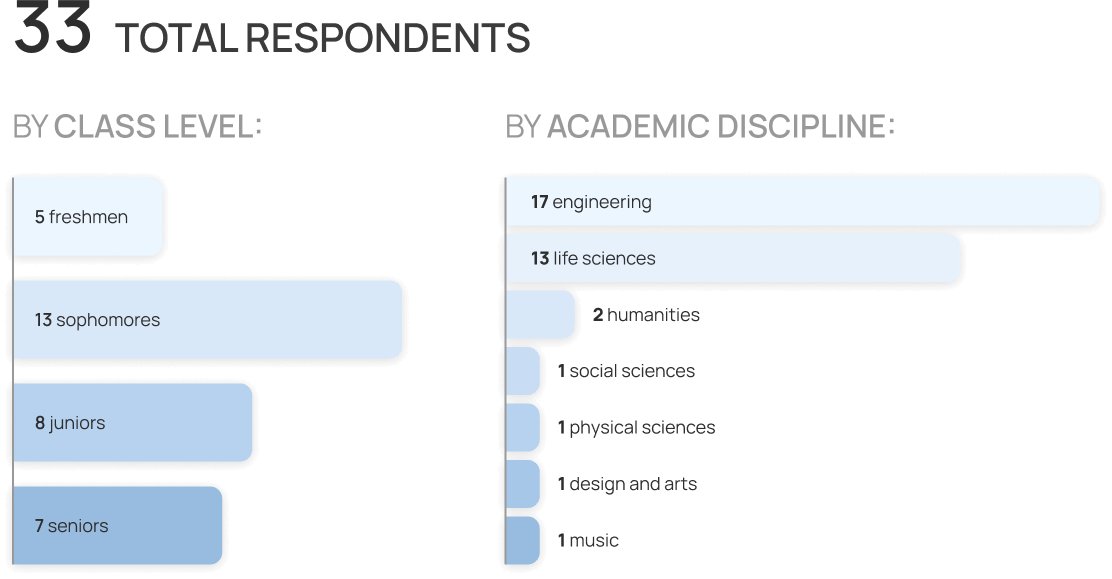 33 TOTAL RESPONDENTS
BY CLASS LEVEL:
5 freshmen
13 sophomores
8 juniors
7 seniors
BY ACADEMIC DISCIPLINE:
17 engineering
13 life sciences
2 humanities
1 social sciences
1 physical sciences
1 design and arts
1 music